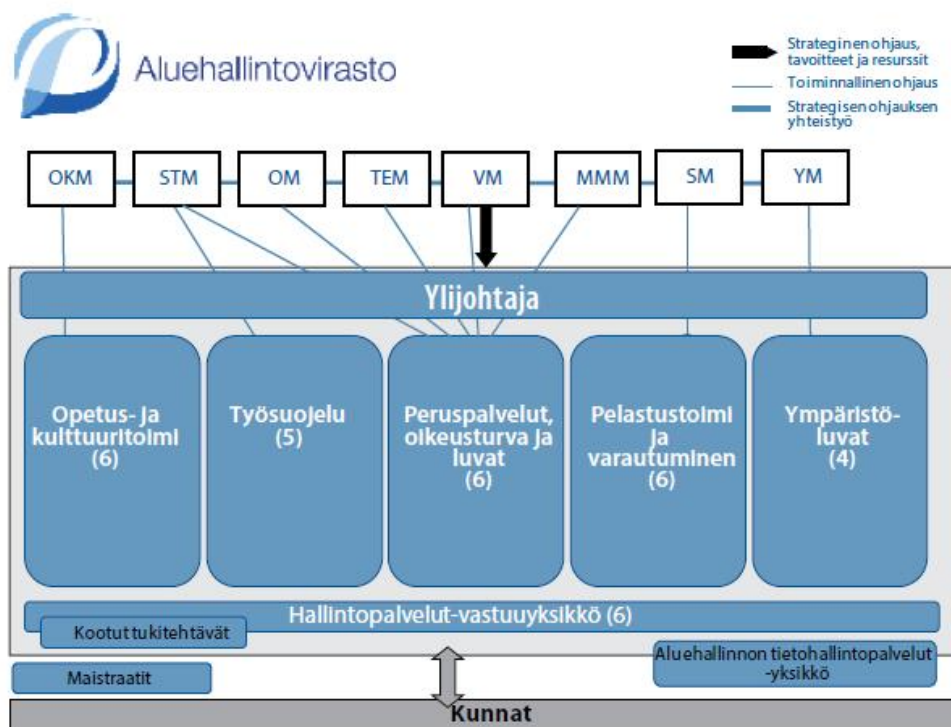 Aluehallintovirasto
Strateginen ohjaus,
tavoitteet ja resurssit
Toiminnallinen ohjaus
Strategisen ohjauksen
yhteistyö
OKM
STM
OM
TEM
VM
MMM
SM
YM
Ylijohtaja
Opetus- ja
kulttuuritoimi
(6)
Työsuojelu
(5)
Peruspalvelut,
oikeusturva ja
luvat
(6)
Pelastustoimi
ja
varautuminen
(6)
Ympäristö-
luvat
(4)
Hallintopalvelut-vastuuyksikkö (6)
Kootut tukitehtävät
Aluehallinnon tietohallintopalvelut
-yksikkö
Maistraatit
Kunnat